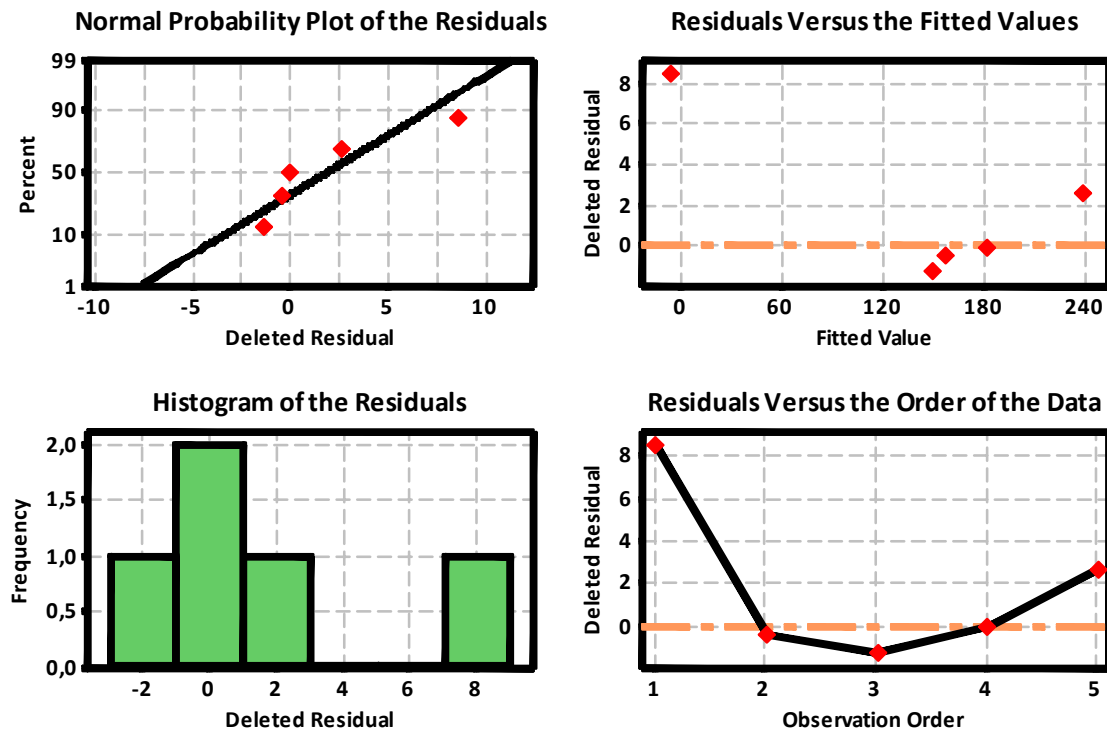 Normal Probability Plot of the Residuals
99
90
50
10
1
Percent
-10 -5 0 5 10
Deleted Residual
Residuals Versus the Fitted Values
8
6
4
2
0
Deleted Residual
0 60 120 180 240
Fitted Value
Histogram of the Residuals
2,0
1,5
1,0
0,5
0,0
Frequency
-2 0 2 4 6 8
Deleted Residual
Residuals Versus the Order of the Data
8
6
4
2
0
Deleted Residual
1 2 3 4 5
Observation Order